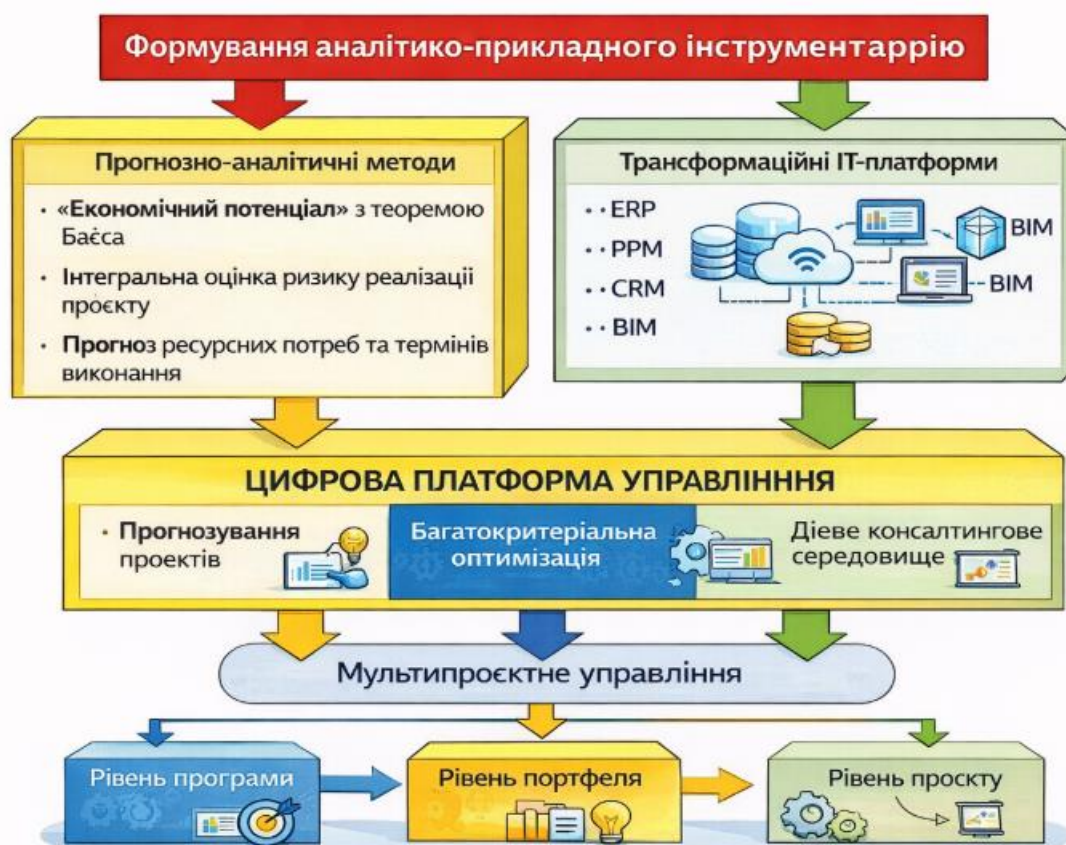 Формування аналітико-прикладного інструментаррію
Прогнозно-аналітичні методи
• «Економічний потенціал» з теоремою
Баєса
• Інтегральна оцінка ризику реалізації
проєкту
• Прогноз ресурсних потреб та термінів
виконання
Трансформаційні ІТ-платформи
• • ERP
• • PPM
• • CRM
• • BIM
BIM
BIM
ЦИФРОВА ПЛАТФОРМА УПРАВЛІНННЯ
• Прогнозування
проектів
Багатокритеріальна
оптимізація
Дієве консалтингове
середовище
Мультипроєктне управління
Рівень програми
Рівень портфеля
Рівень проєкту